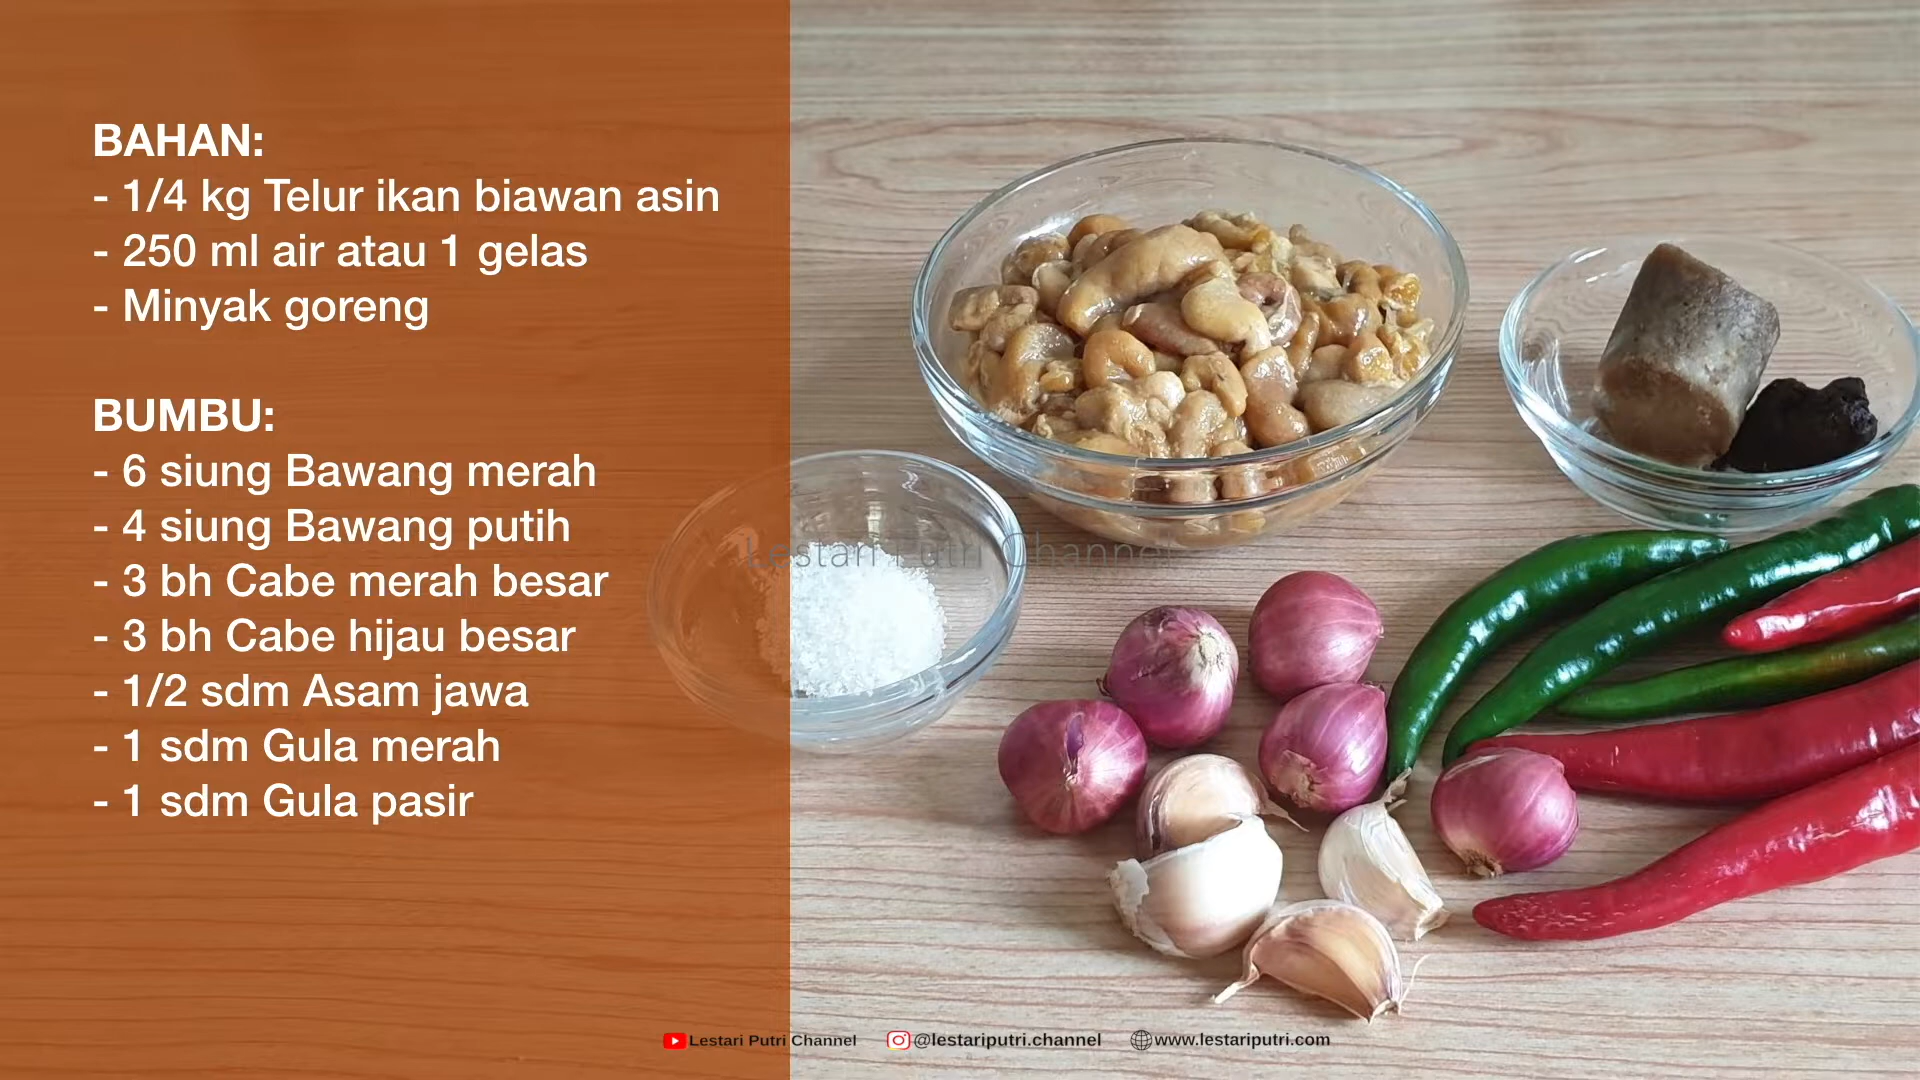 BAHAN:
- 1/4 kg Telur ikan biawan asin
- 250 ml air atau 1 gelas
- Minyak goreng
BUMBU:
- 6 siung Bawang merah
- 4 siung Bawang putih
- 3 bh Cabe merah besar
- 3 bh Cabe hijau besar
- 1/2 sdm Asam jawa
- 1 sdm Gula merah
- 1 sdm Gula pasir
Lestari Putri Channel
Lestari Putri Channel @lestariputri.channel www.lestariputri.com